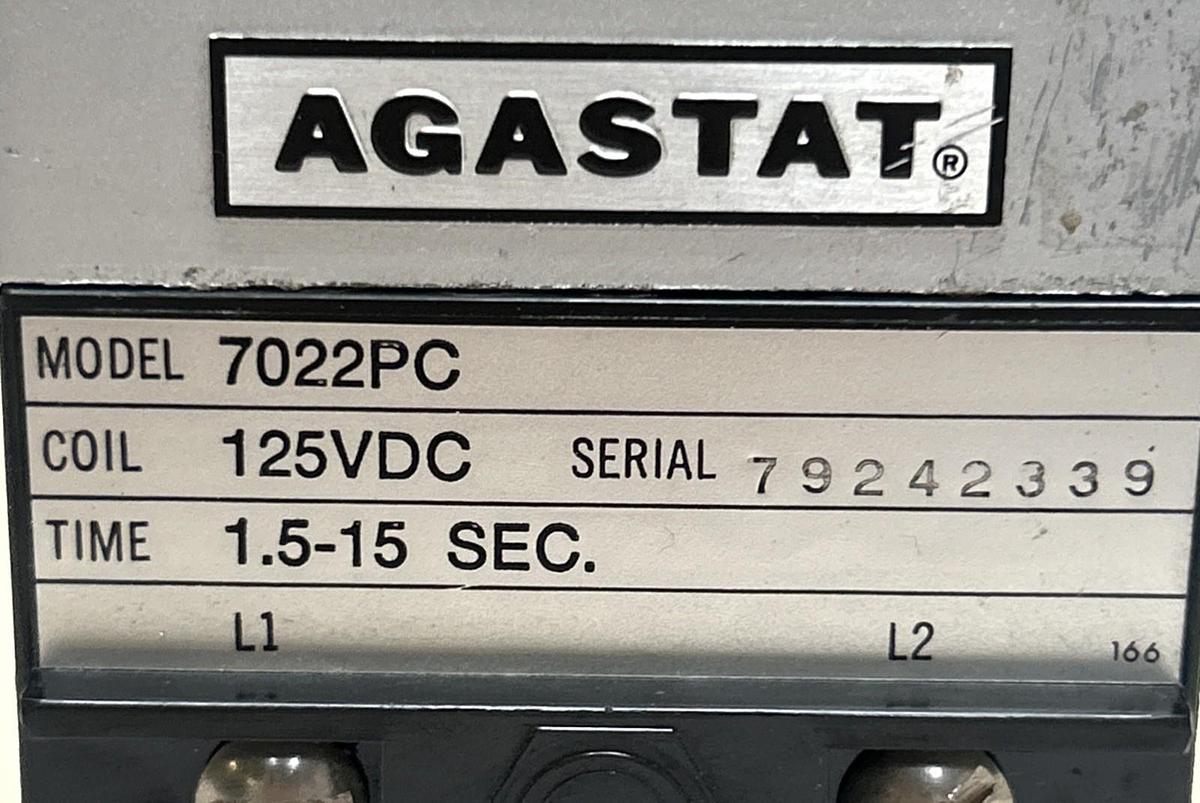 AGASTAT®
MODEL 7022PC
COIL 125VDC SERIAL 79242339
TIME 1.5-15 SEC.
L1 L2 166